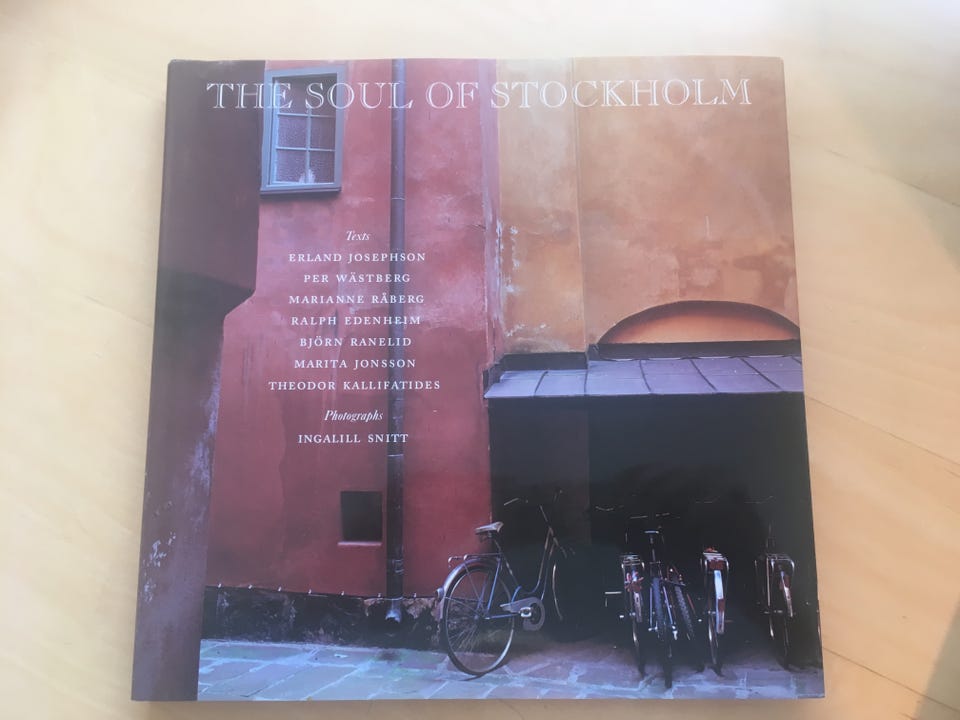 THE SOUL OF STOCKHOLM
Texts
ERLAND JOSEPHSON
PER WÄSTBERG
MARIANNE RÅBERG
RALPH EDENHEIM
BJÖRN RANELID
MARITA JONSSON
THEODOR KALLIFATIDES
Photographs
INGALILL SNITT